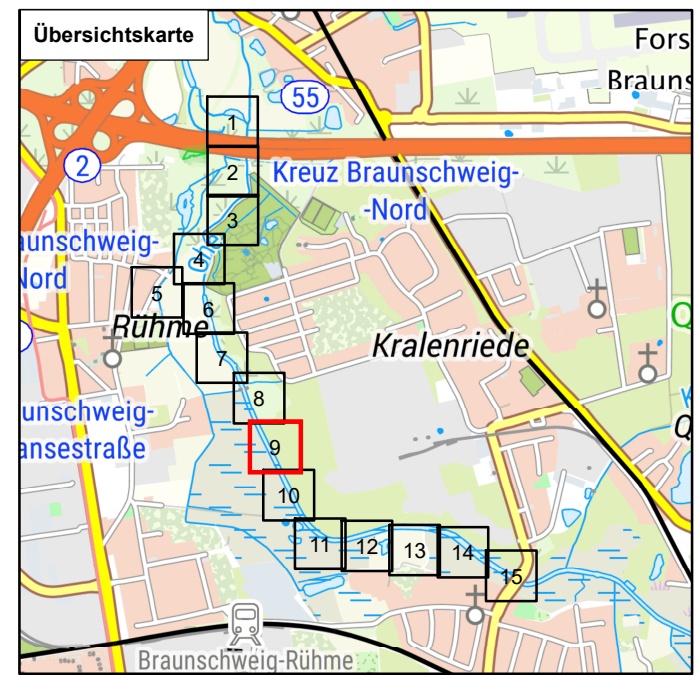 Übersichtskarte
Fors
Brauns
55
1
2
2
Kreuz Braunschweig-
-Nord
3
aunschweig-
Nord
4
5
6
Rühme
7
Kralenriede
8
unschweig-
ansestraße
9
10
11
12
13
14
15
Braunschweig-Rühme